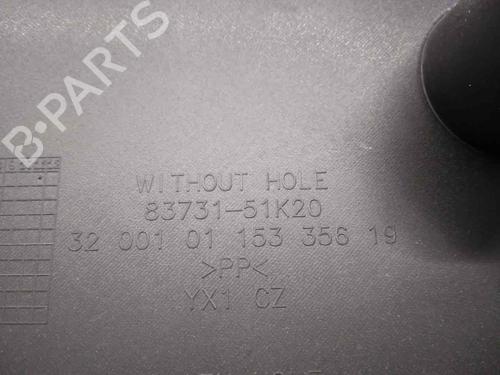 B-PARTS
WITHOUT HOLE
83731-51K20
32 001 01 153 356 19
>PP<
YX1 CZ